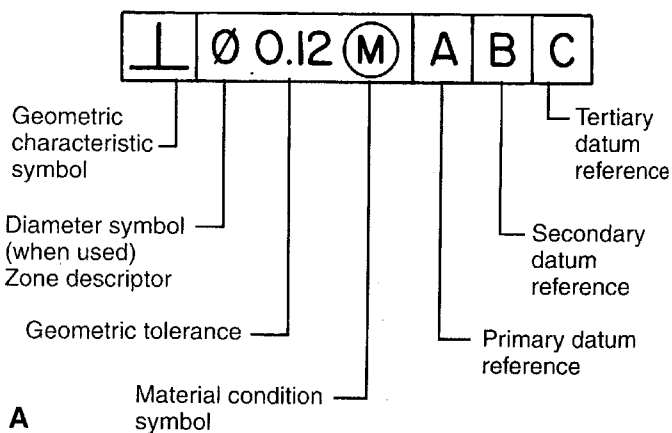 ⊥ Ø 0.12 Ⓜ A B C
Geometric
characteristic
symbol
Tertiary
datum
reference
Diameter symbol
(when used)
Zone descriptor
Secondary
datum
reference
Geometric tolerance
Primary datum
reference
Material condition
symbol
A